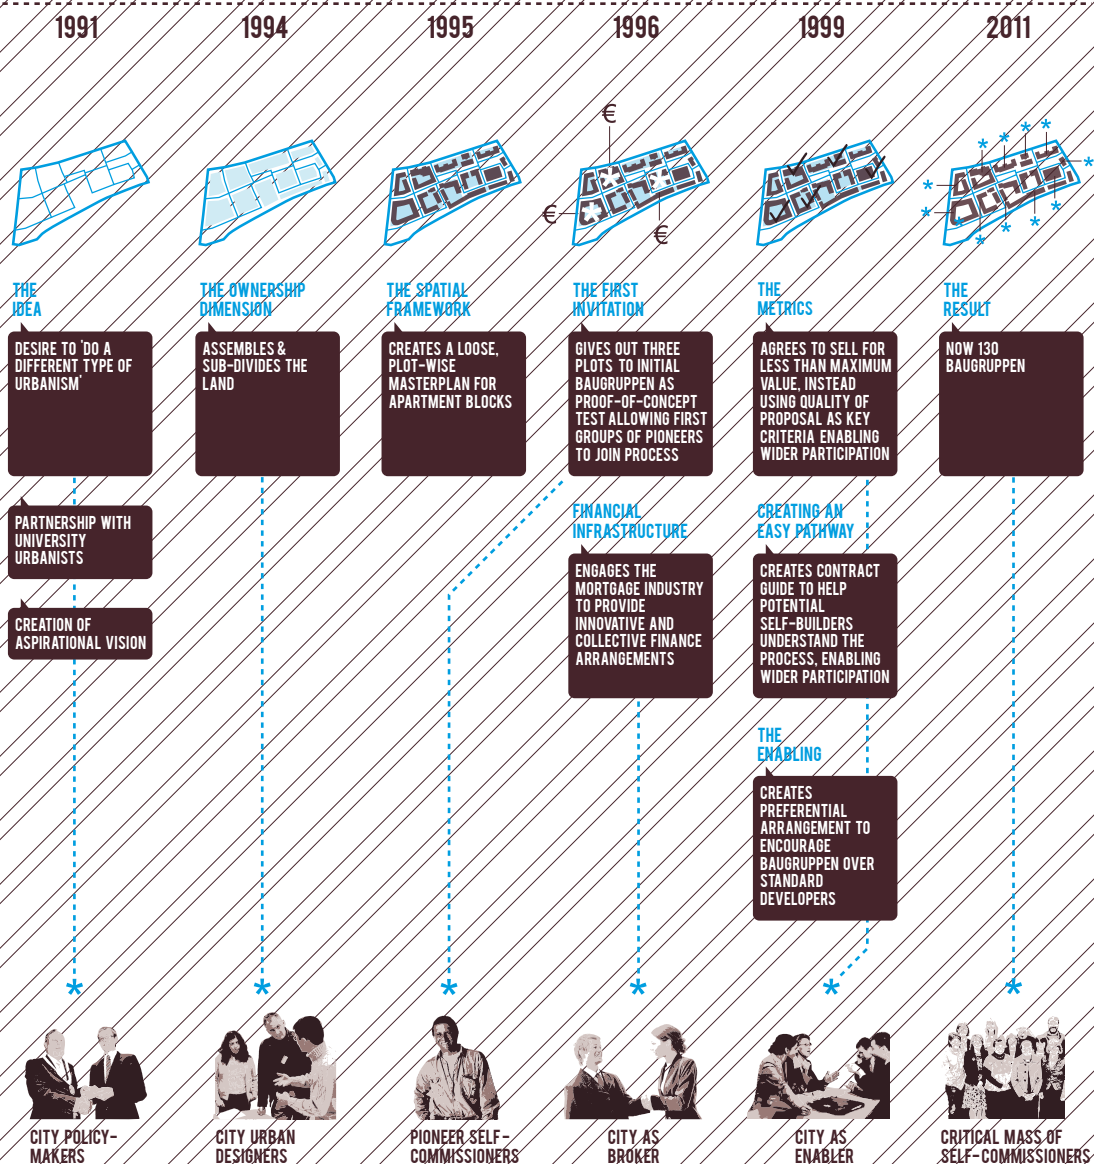 1991
1994
1995
1996
1999
2011
€
€
€
THE
IDEA
DESIRE TO 'DO A
DIFFERENT TYPE OF
URBANISM'
PARTNERSHIP WITH
UNIVERSITY
URBANISTS
CREATION OF
ASPIRATIONAL VISION
CITY POLICY-
MAKERS
THE OWNERSHIP
DIMENSION
ASSEMBLES &
SUB-DIVIDES THE
LAND
CITY URBAN
DESIGNERS
THE SPATIAL
FRAMEWORK
CREATES A LOOSE,
PLOT-WISE
MASTERPLAN FOR
APARTMENT BLOCKS
PIONEER SELF-
COMMISSIONERS
THE FIRST
INVITATION
GIVES OUT THREE
PLOTS TO INITIAL
BAUGRUPPEN AS
PROOF-OF-CONCEPT
TEST ALLOWING FIRST
GROUPS OF PIONEERS
TO JOIN PROCESS
FINANCIAL
INFRASTRUCTURE
ENGAGES THE
MORTGAGE INDUSTRY
TO PROVIDE
INNOVATIVE AND
COLLECTIVE FINANCE
ARRANGEMENTS
CITY AS
BROKER
THE
METRICS
AGREES TO SELL FOR
LESS THAN MAXIMUM
VALUE, INSTEAD
USING QUALITY OF
PROPOSAL AS KEY
CRITERIA ENABLING
WIDER PARTICIPATION
CREATING AN
EASY PATHWAY
CREATES CONTRACT
GUIDE TO HELP
POTENTIAL
SELF-BUILDERS
UNDERSTAND THE
PROCESS, ENABLING
WIDER PARTICIPATION
THE
ENABLING
CREATES
PREFERENTIAL
ARRANGEMENT TO
ENCOURAGE
BAUGRUPPEN OVER
STANDARD
DEVELOPERS
CITY AS
ENABLER
THE
RESULT
NOW 130
BAUGRUPPEN
CRITICAL MASS OF
SELF-COMMISSIONERS